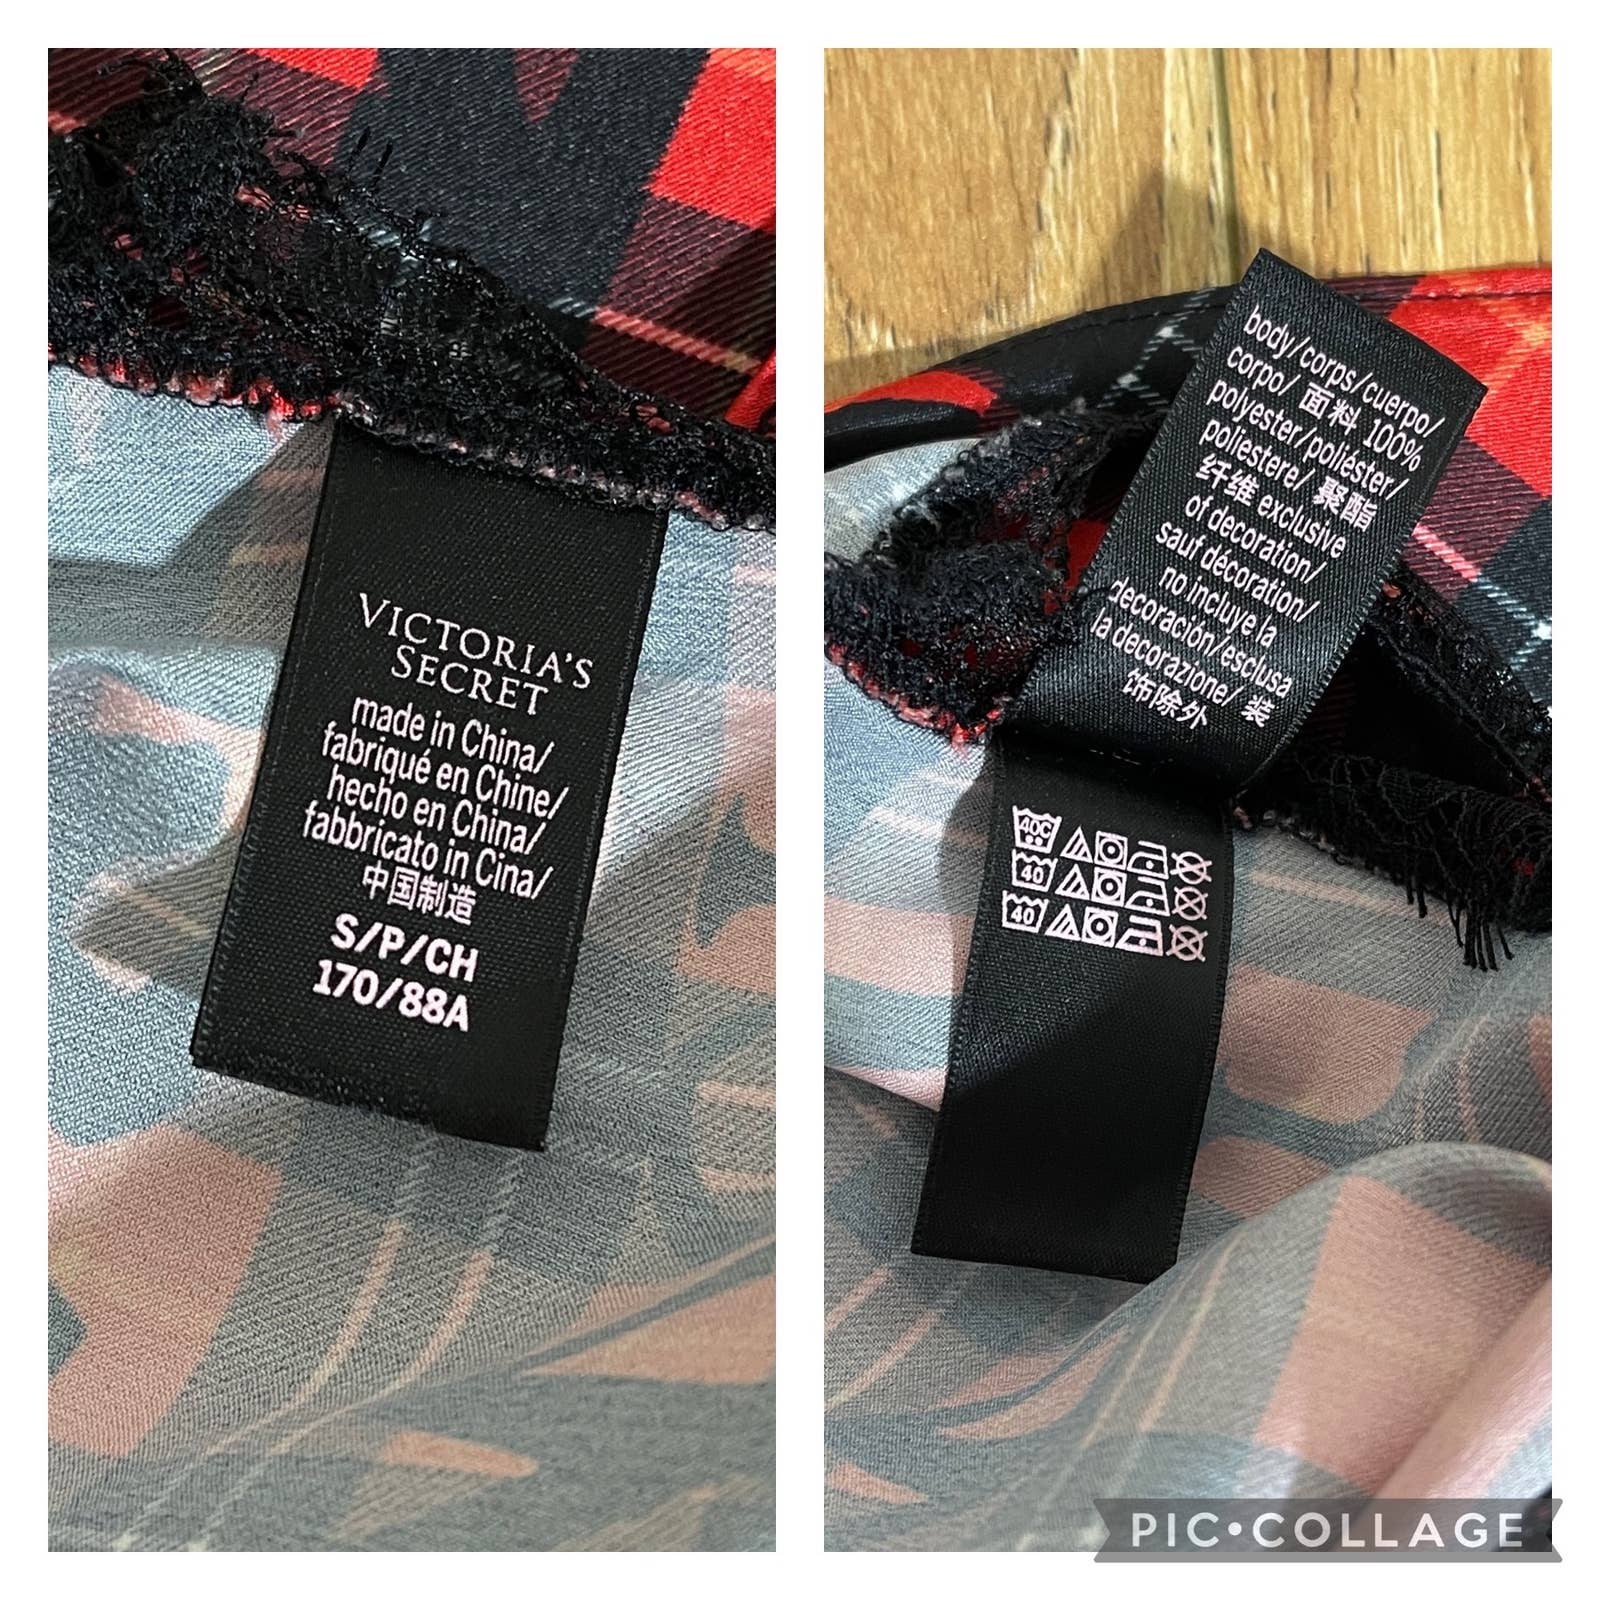 VICTORIA'S
SECRET
made in China/
fabriqué en Chine/
hecho en China/
fabbricato in Cina/
中国制造
S/P/CH
170/88A
body/corps/cuerpo/
corpo/ 面料 100%
polyester/poliéster/
poliestere/ 聚酯
纤维 exclusive
of decoration/
sauf décoration/
no incluye la
decoración/esclusa
la decorazione/ 装
饰除外
40C
40
40
PIC•COLLAGE